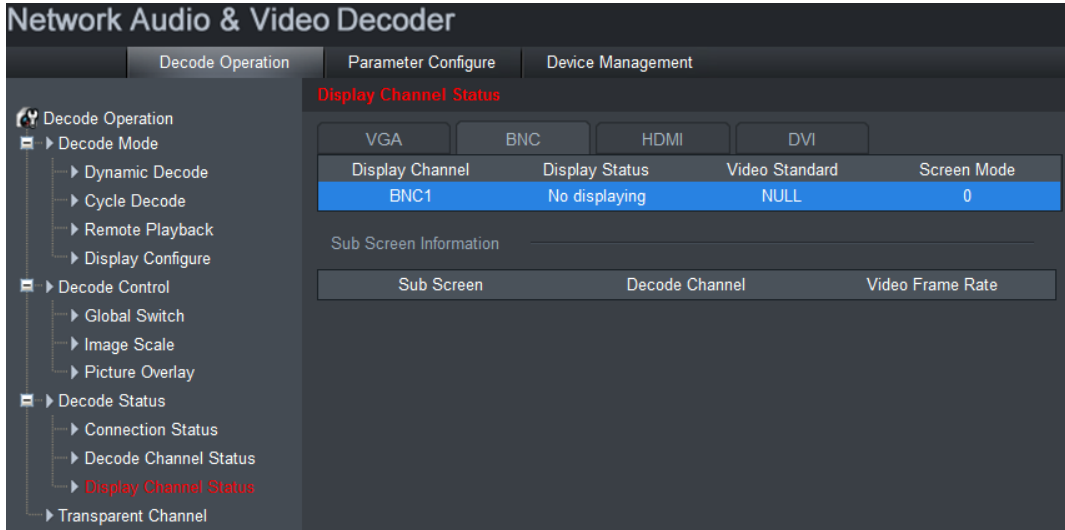 Network Audio & Video Decoder
Decode Operation Parameter Configure Device Management
Decode Operation
Decode Mode
Dynamic Decode
Cycle Decode
Remote Playback
Display Configure
Decode Control
Global Switch
Image Scale
Picture Overlay
Decode Status
Connection Status
Decode Channel Status
Display Channel Status
Transparent Channel
Display Channel Status
VGA BNC HDMI DVI
Display Channel Display Status Video Standard Screen Mode
BNC1 No displaying NULL 0
Sub Screen Information
Sub Screen Decode Channel Video Frame Rate